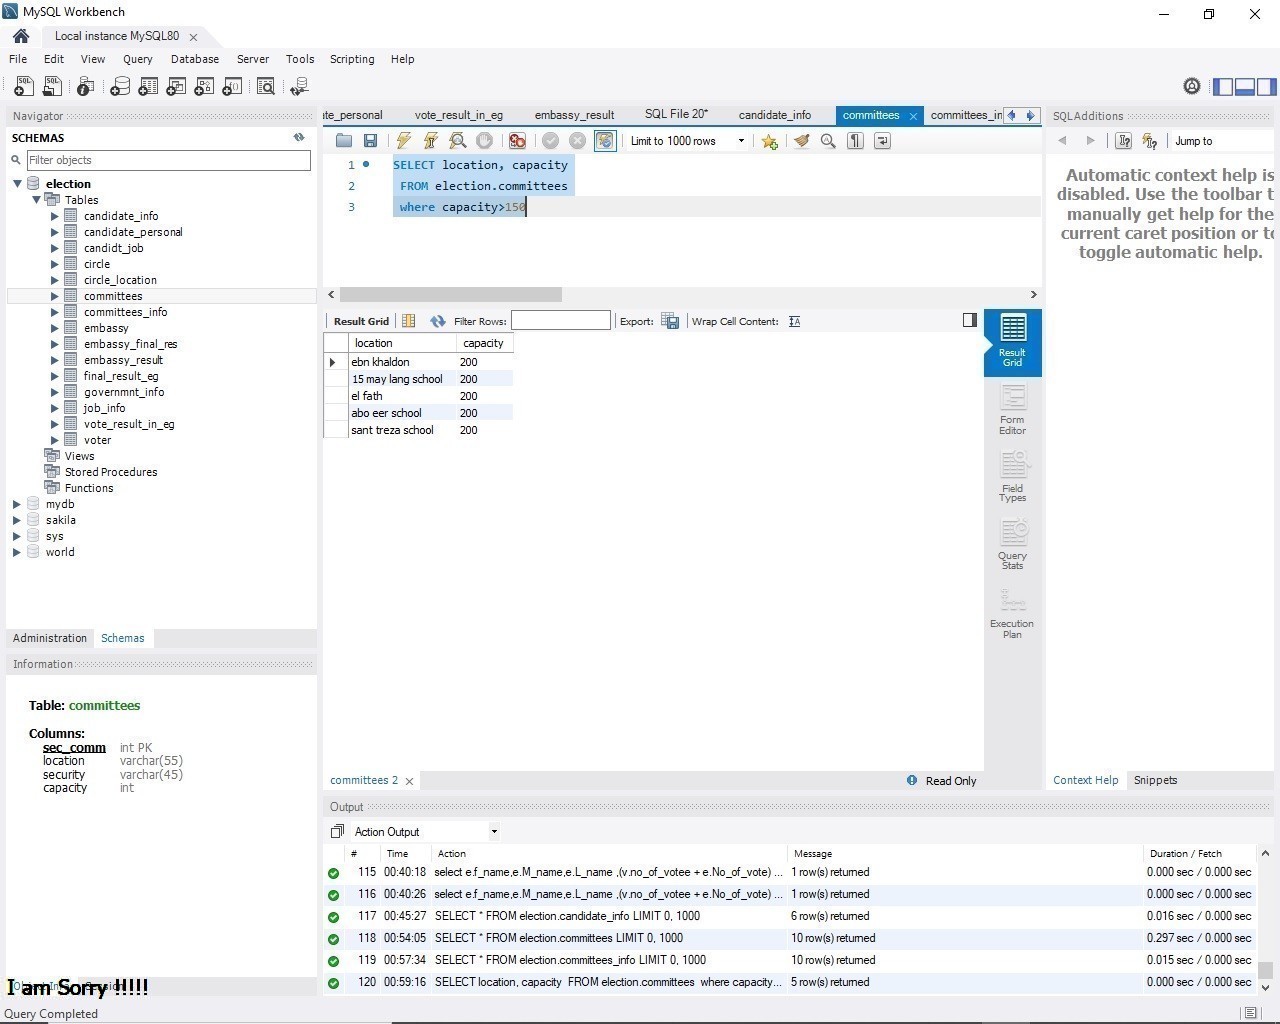 MySQL Workbench
Local instance MySQL80
File Edit View Query Database Server Tools Scripting Help
Navigator
SCHEMAS
Filter objects
election
Tables
candidate_info
candidate_personal
candidt_job
circle
circle_location
committees
committees_info
embassy
embassy_final_res
embassy_result
final_result_eg
governmnt_info
job_info
vote_result_in_eg
voter
Views
Stored Procedures
Functions
mydb
sakila
sys
world
Administration Schemas
Information
Table: committees
Columns:
sec_comm int PK
location varchar(55)
security varchar(45)
capacity int
I am Sorry !!!!!
Query Completed
te_personal vote_result_in_eg embassy_result SQL File 20* candidate_info committees committees_in
Limit to 1000 rows
1 SELECT location, capacity
2 FROM election.committees
3 where capacity>150
Result Grid Filter Rows: Export: Wrap Cell Content:
location capacity
ebn khaldon 200
15 may lang school 200
el fath 200
abo eer school 200
sant treza school 200
Result Grid
Form Editor
Field Types
Query Stats
Execution Plan
committees 2 Read Only
SQLAdditions
Jump to
Automatic context help is
disabled. Use the toolbar t
manually get help for the
current caret position or to
toggle automatic help.
Context Help Snippets
Output
Action Output
# Time Action Message Duration / Fetch
115 00:40:18 select e.f_name,e.M_name,e.L_name ,(v.no_of_votee + e.No_of_vote) ... 1 row(s) returned 0.000 sec / 0.000 sec
116 00:40:26 select e.f_name,e.M_name,e.L_name ,(v.no_of_votee + e.No_of_vote) ... 1 row(s) returned 0.000 sec / 0.000 sec
117 00:45:27 SELECT * FROM election.candidate_info LIMIT 0, 1000 6 row(s) returned 0.016 sec / 0.000 sec
118 00:54:05 SELECT * FROM election.committees LIMIT 0, 1000 10 row(s) returned 0.297 sec / 0.000 sec
119 00:57:34 SELECT * FROM election.committees_info LIMIT 0, 1000 10 row(s) returned 0.015 sec / 0.000 sec
120 00:59:16 SELECT location, capacity FROM election.committees where capacity... 5 row(s) returned 0.000 sec / 0.000 sec